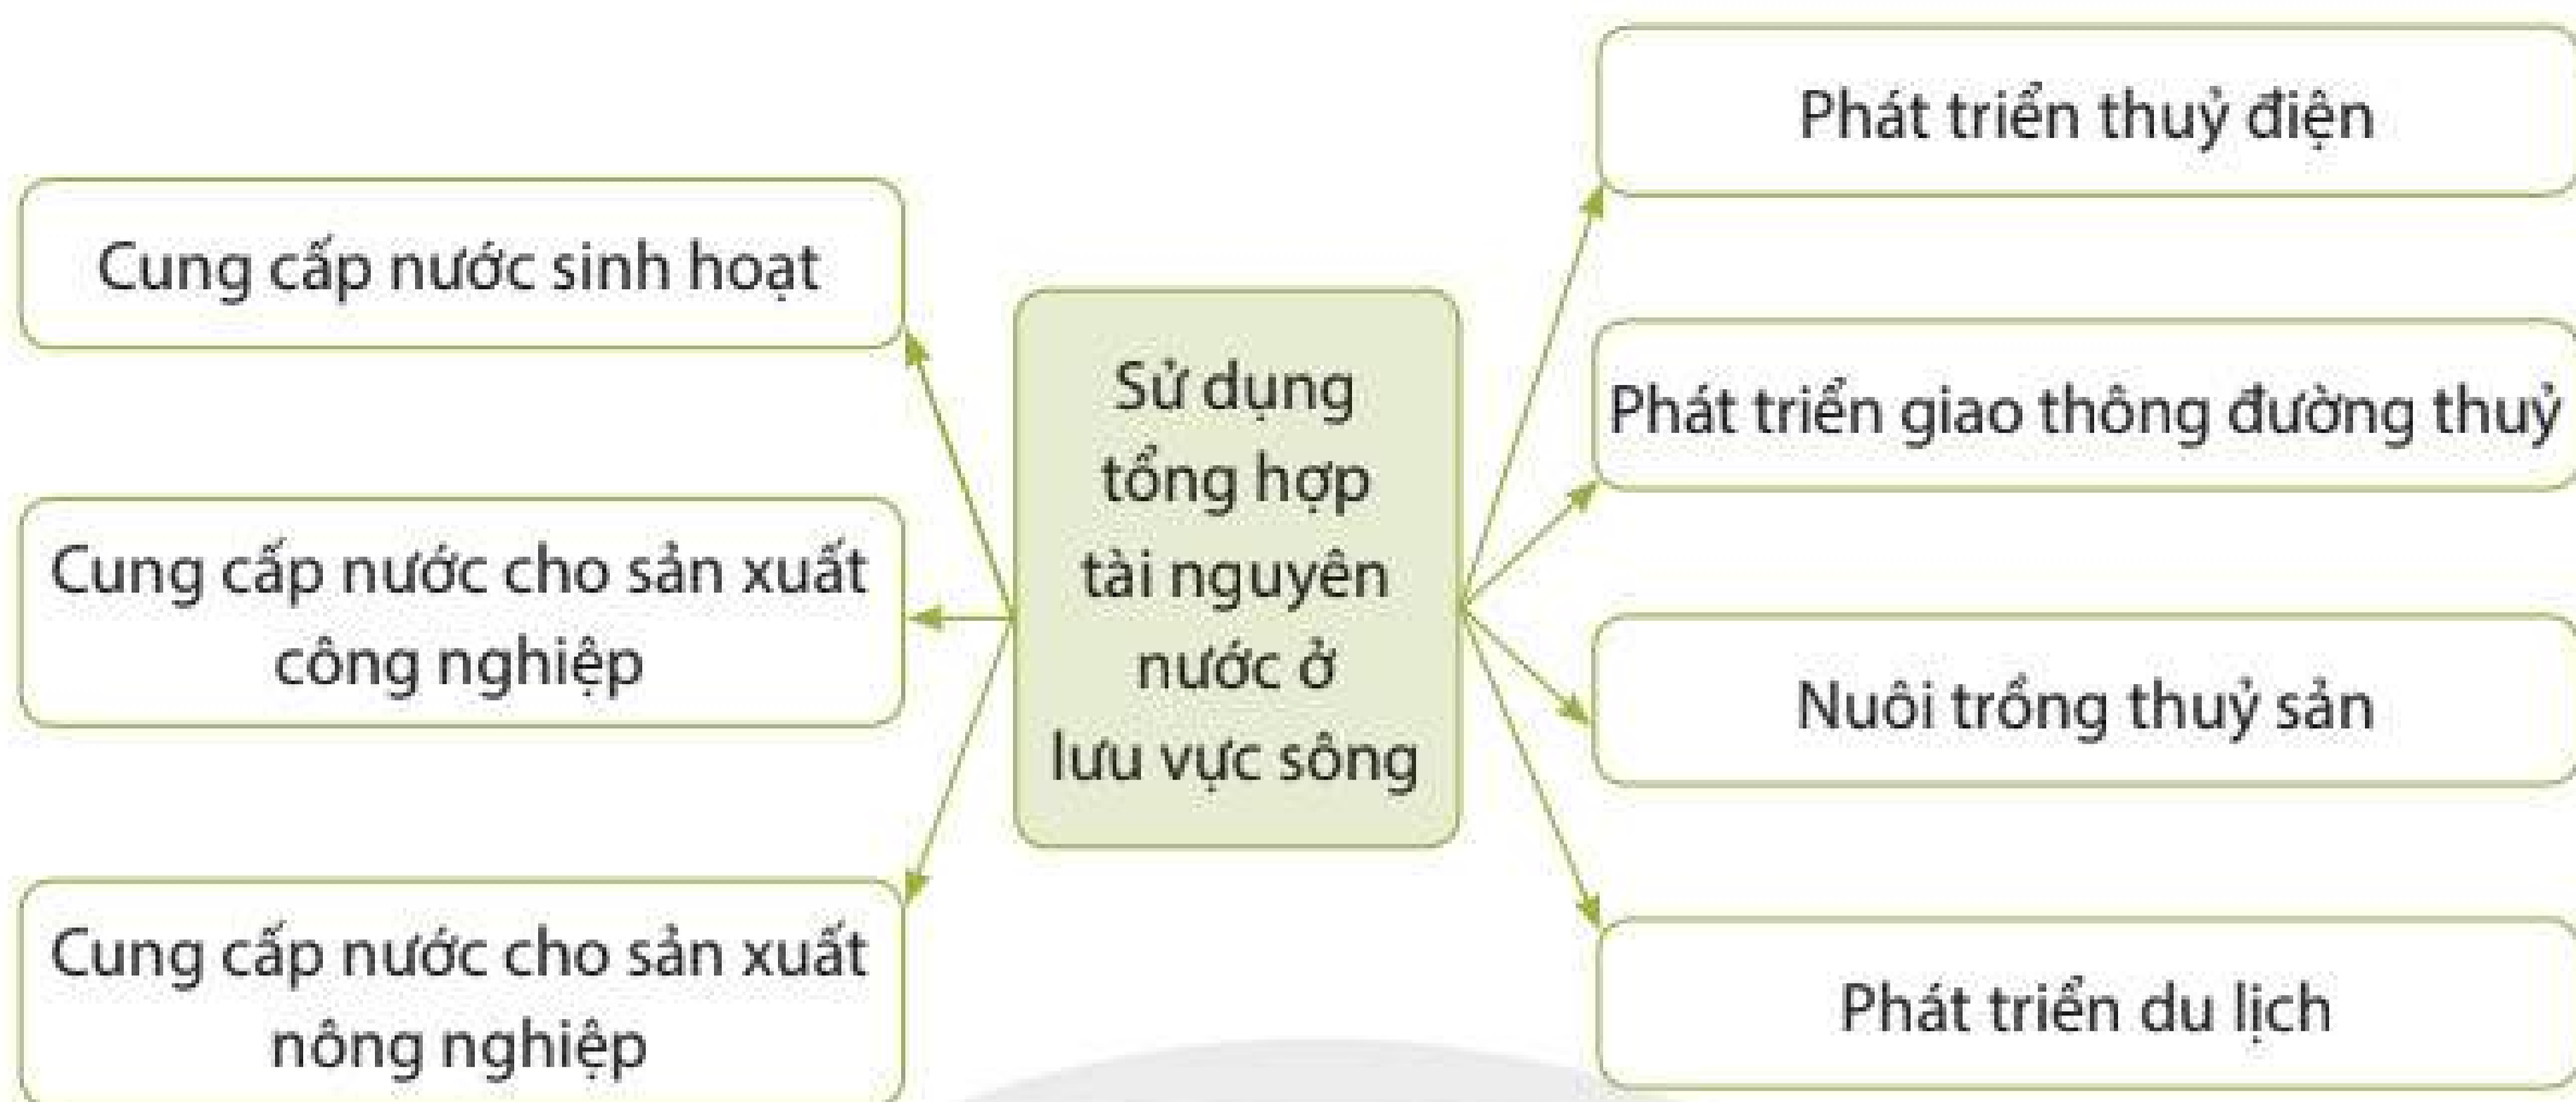 Cung cấp nước sinh hoạt
Cung cấp nước cho sản xuất
công nghiệp
Cung cấp nước cho sản xuất
nông nghiệp
Sử dụng
tổng hợp
tài nguyên
nước ở
lưu vực sông
Phát triển thuỷ điện
Phát triển giao thông đường thuỷ
Nuôi trồng thuỷ sản
Phát triển du lịch